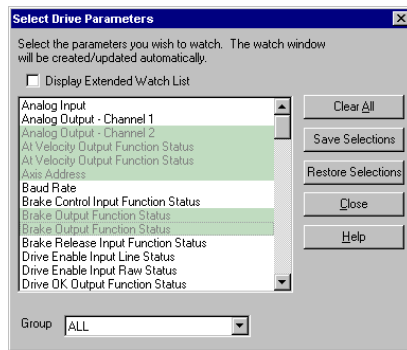 Select Drive Parameters
Select the parameters you wish to watch. The watch window
will be created/updated automatically.
Display Extended Watch List
Analog Input
Analog Output - Channel 1
Analog Output - Channel 2
At Velocity Output Function Status
At Velocity Output Function Status
Axis Address
Baud Rate
Brake Control Input Function Status
Brake Output Function Status
Brake Output Function Status
Brake Release Input Function Status
Drive Enable Input Line Status
Drive Enable Input Raw Status
Drive OK Output Function Status
Clear All
Save Selections
Restore Selections
Close
Help
Group ALL